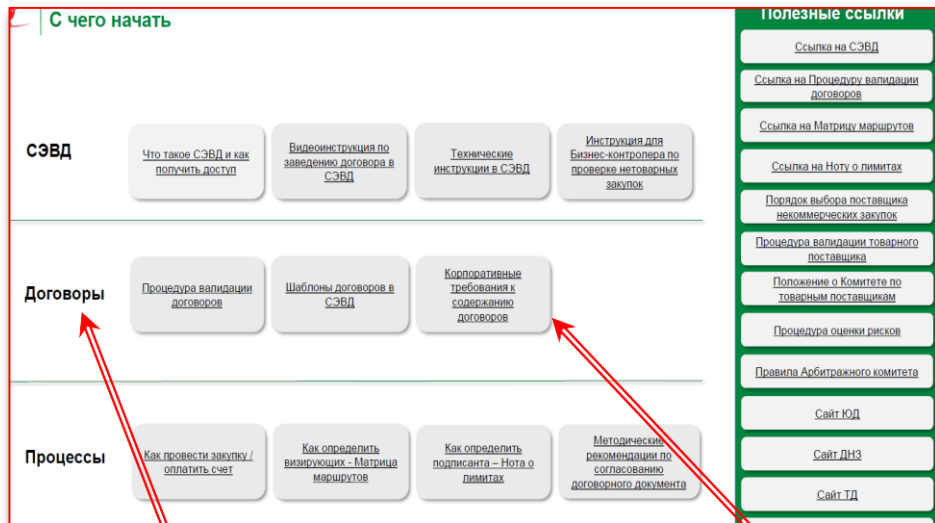 С чего начать
СЭВД
Что такое СЭВД и как
получить доступ
Видеоинструкция по
заведению договора в
СЭВД
Технические
инструкции в СЭВД
Инструкция для
Бизнес-контролера по
проверке нетоварных
закупок
Договоры
Процедура валидации
договоров
Шаблоны договоров в
СЭВД
Корпоративные
требования к
содержанию
договоров
Процессы
Как провести закупку /
оплатить счет
Как определить
визирующих - Матрица
маршрутов
Как определить
подписанта – Нота о
лимитах
Методические
рекомендации по
согласованию
договорного документа
Полезные ссылки
Ссылка на СЭВД
Ссылка на Процедуру валидации
договоров
Ссылка на Матрицу маршрутов
Ссылка на Ноту о лимитах
Порядок выбора поставщика
некоммерческих закупок
Процедура валидации товарного
поставщика
Положение о Комитете по
товарным поставщикам
Процедура оценки рисков
Правила Арбитражного комитета
Сайт ЮД
Сайт ДНЗ
Сайт ТД